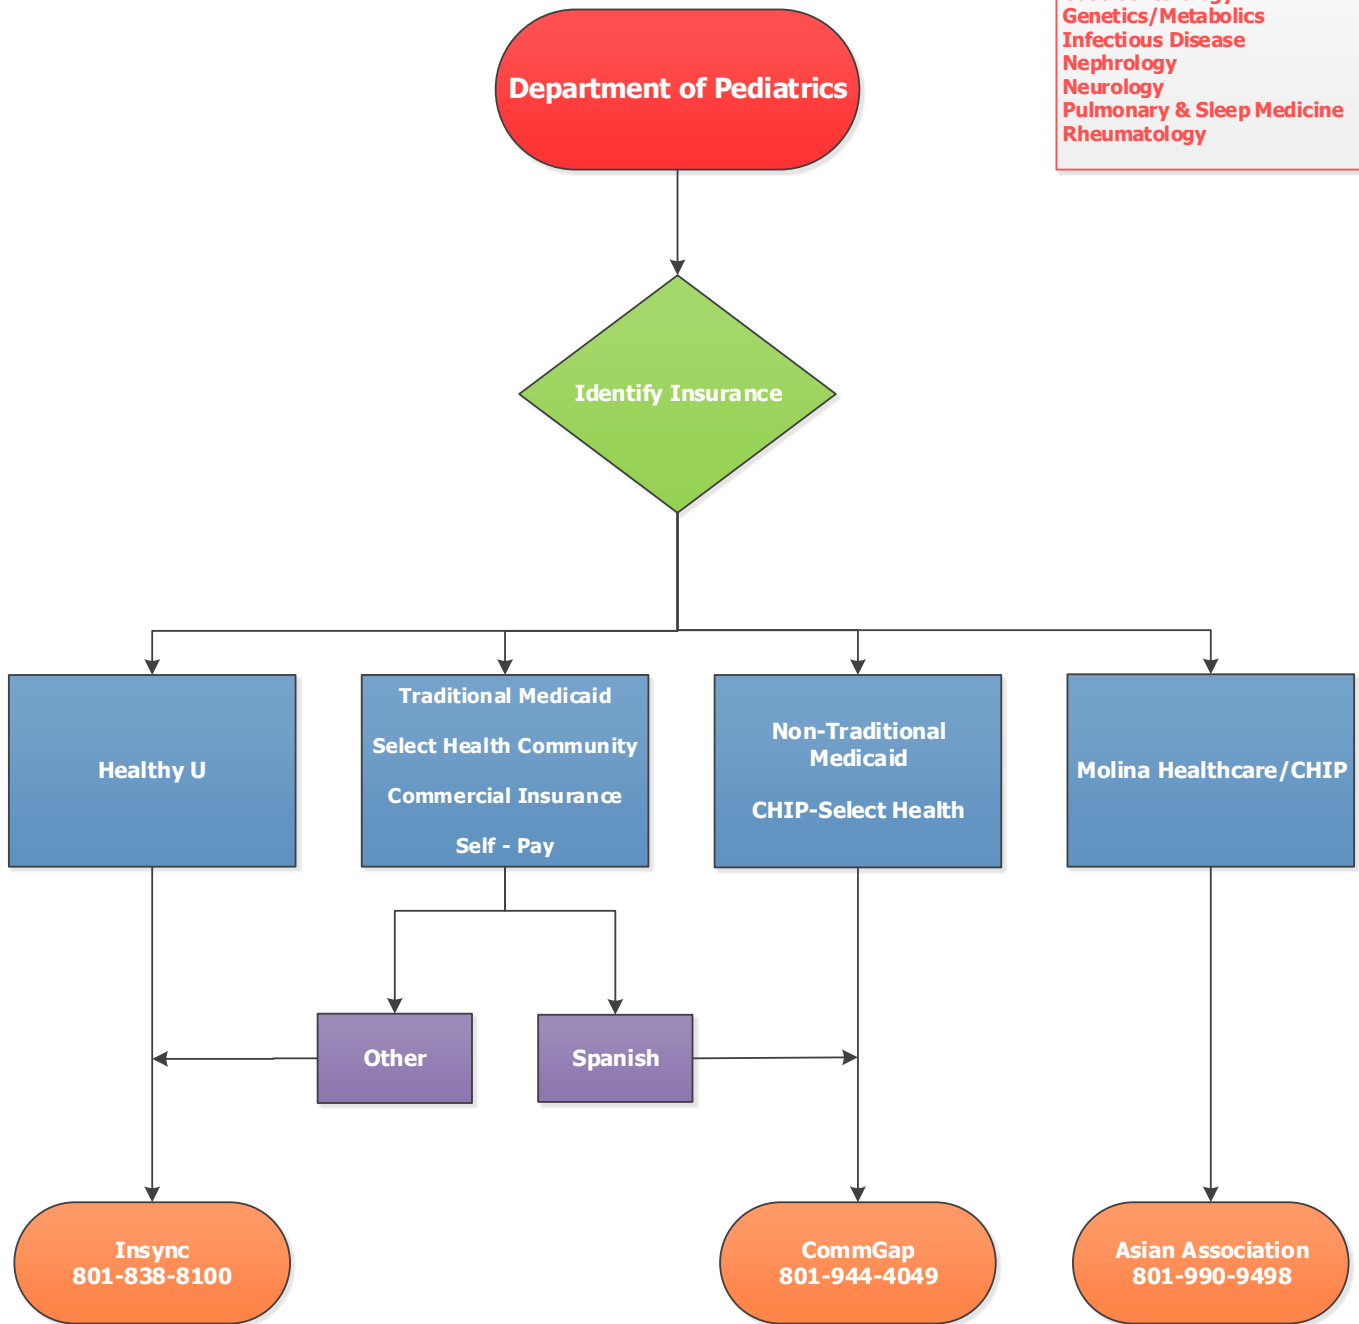 Department of Pediatrics
Genetics/Metabolics
Infectious Disease
Nephrology
Neurology
Pulmonary & Sleep Medicine
Rheumatology
Identify Insurance
Healthy U
Traditional Medicaid
Select Health Community
Commercial Insurance
Self - Pay
Non-Traditional
Medicaid
CHIP-Select Health
Molina Healthcare/CHIP
Other
Spanish
Insync
801-838-8100
CommGap
801-944-4049
Asian Association
801-990-9498